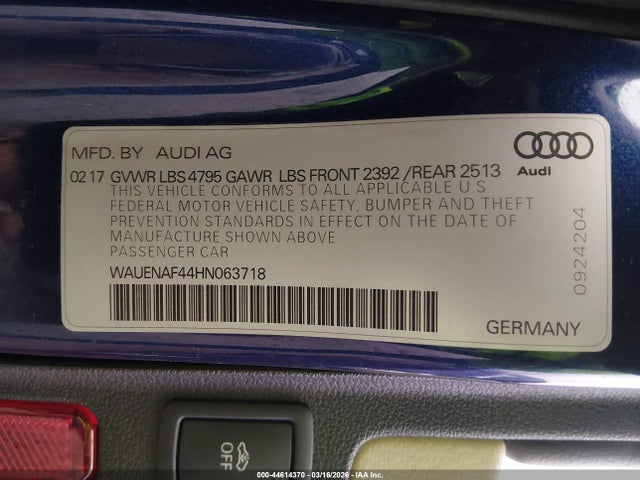 MFD. BY AUDI AG
02 17 GVWR LBS 4795 GAWR LBS FRONT 2392 /REAR 2513
THIS VEHICLE CONFORMS TO ALL APPLICABLE U.S.
FEDERAL MOTOR VEHICLE SAFETY, BUMPER AND THEFT
PREVENTION STANDARDS IN EFFECT ON THE DATE OF
MANUFACTURE SHOWN ABOVE
PASSENGER CAR
WAUENAF44HN063718
Audi
0924204
GERMANY
OFF
000-44614370 | 03/16/2026 - IAA Inc.